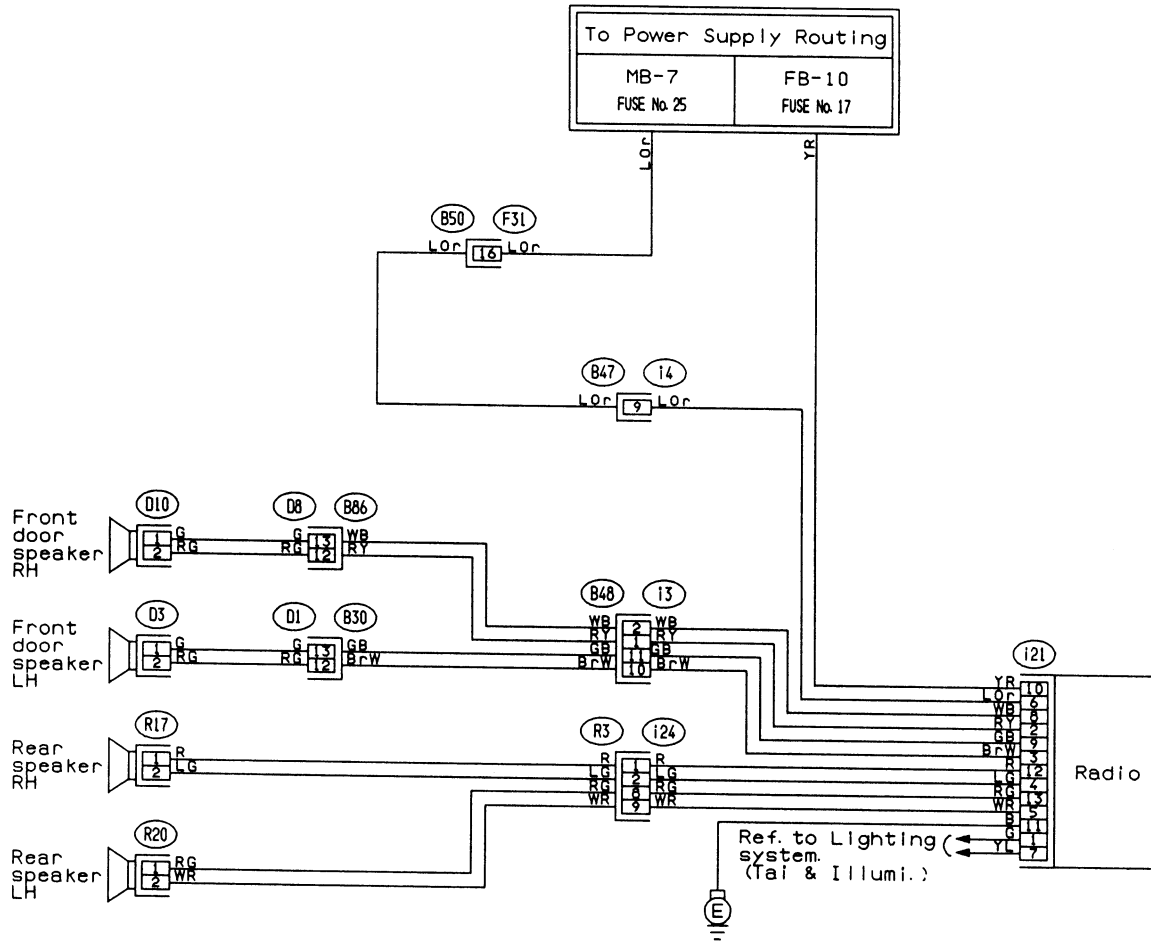 To Power Supply Routing
MB-7
FUSE No. 25
FB-10
FUSE No. 17
LOr
YR
B50
F31
LOr
16
LOr
B47
i4
LOr
9
LOr
Front
door
speaker
RH
D10
1
2
G
RG
D8
B86
G
RG
13
12
WB
RY
Front
door
speaker
LH
D3
1
2
G
RG
D1
B30
G
RG
13
12
GB
BrW
B48
i3
WB
RY
GB
BrW
2
1
11
10
WB
RY
GB
BrW
Rear
speaker
RH
R17
1
2
R
LG
R3
i24
R
LG
RG
WR
1
2
8
9
R
LG
RG
WR
Rear
speaker
LH
R20
1
2
RG
WR
i21
YR 10
LOr 6
WB 8
RY 2
GB 9
BrW 3
R 12
LG 4
RG 13
WR 5
B 11
G 1
YL 7
Radio
Ref. to Lighting
system.
(Tai & Illumi.)
E